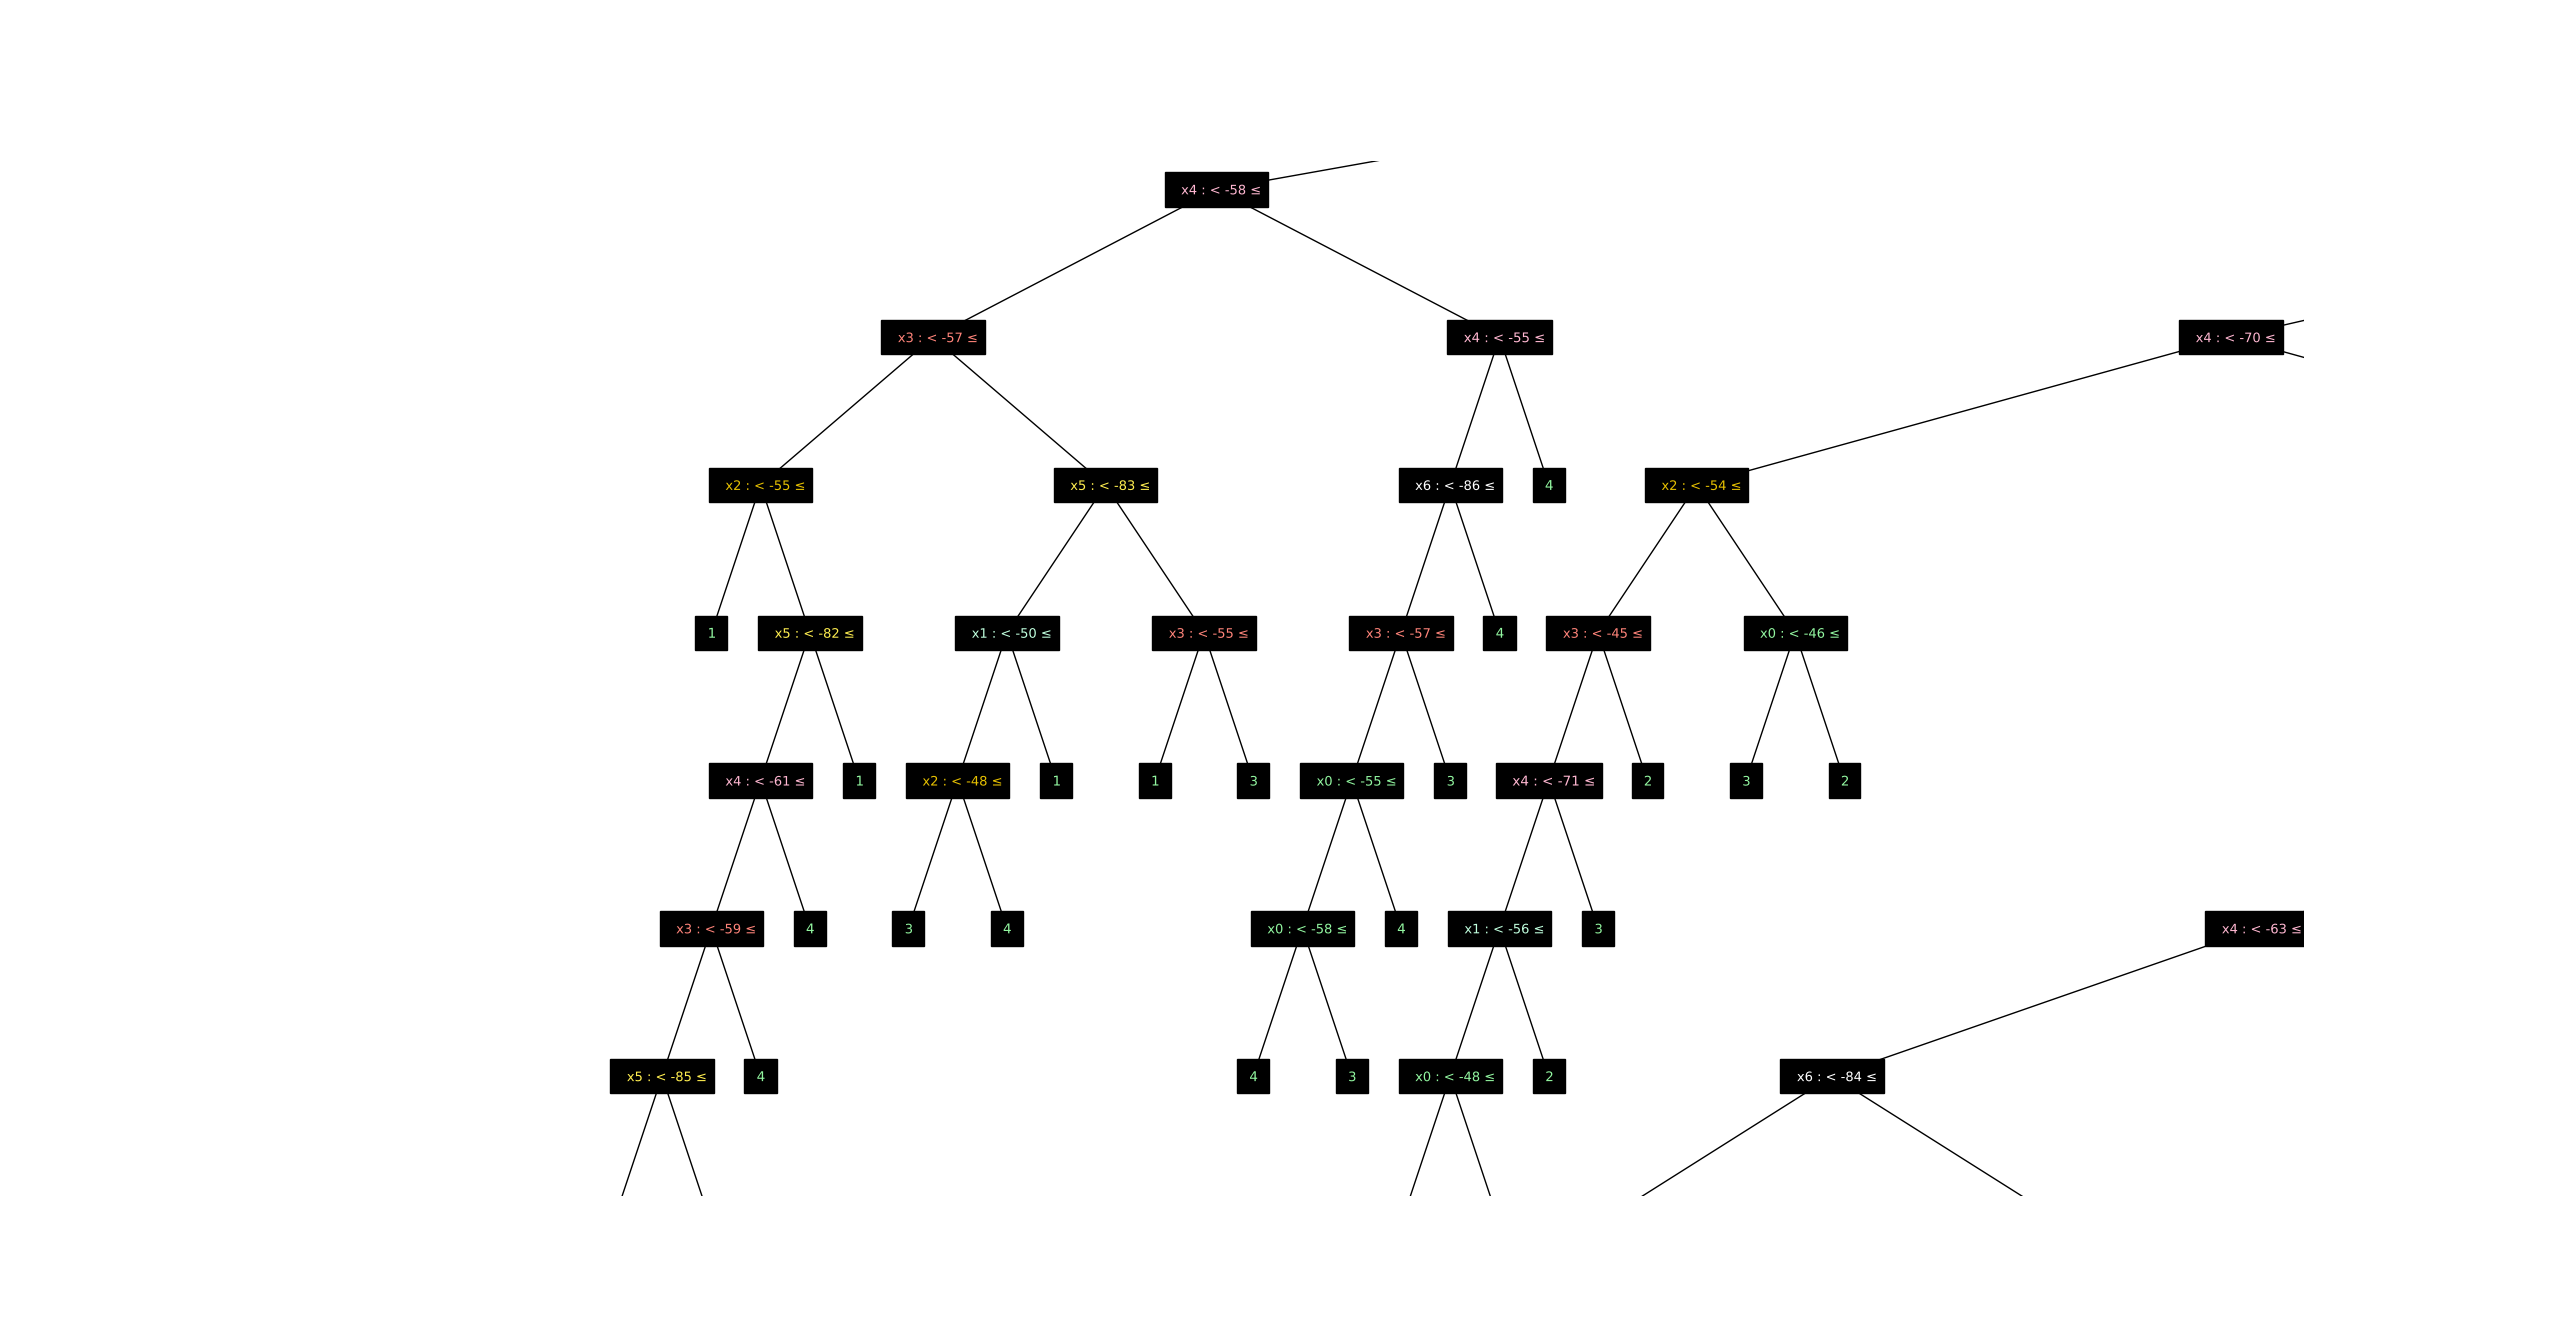 x4 : < -58 ≤
x3 : < -57 ≤
x4 : < -55 ≤
x4 : < -70 ≤
x2 : < -55 ≤
x5 : < -83 ≤
x6 : < -86 ≤
4
x2 : < -54 ≤
1
x5 : < -82 ≤
x1 : < -50 ≤
x3 : < -55 ≤
x3 : < -57 ≤
4
x3 : < -45 ≤
x0 : < -46 ≤
x4 : < -61 ≤
1
x2 : < -48 ≤
1
1
3
x0 : < -55 ≤
3
x4 : < -71 ≤
2
3
2
x3 : < -59 ≤
4
3
4
x0 : < -58 ≤
4
x1 : < -56 ≤
3
x4 : < -63 ≤
x5 : < -85 ≤
4
4
3
x0 : < -48 ≤
2
x6 : < -84 ≤